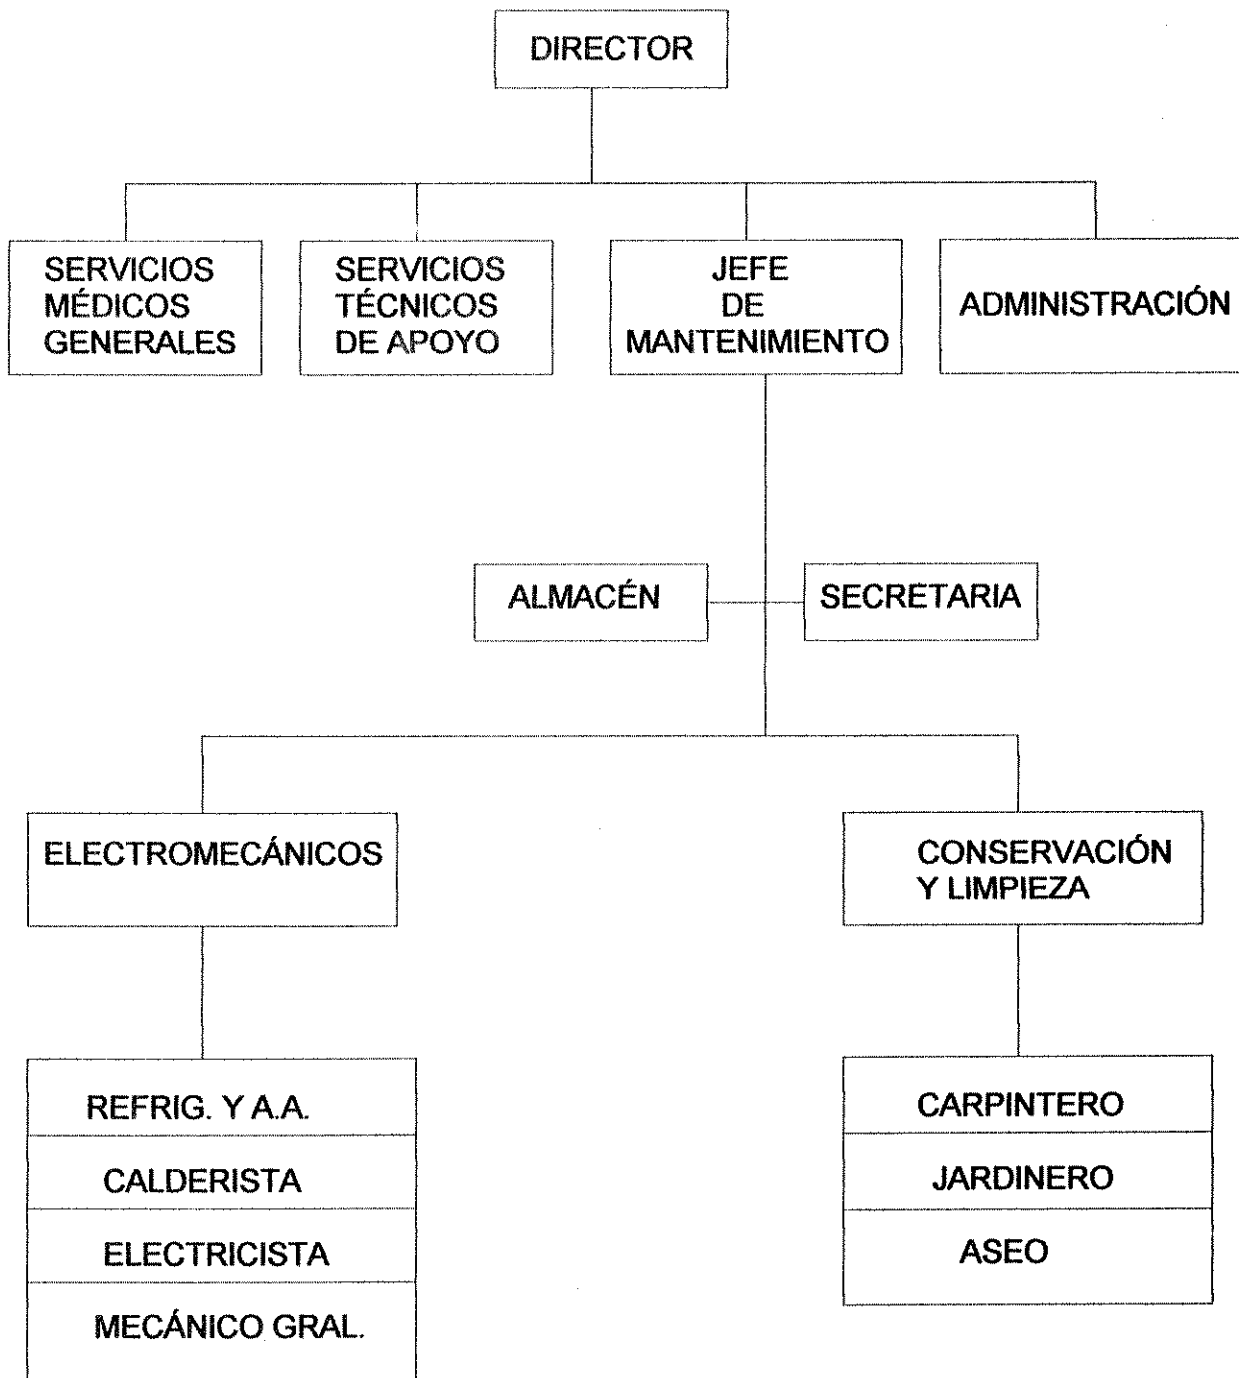 DIRECTOR
SERVICIOS
MÉDICOS
GENERALES
SERVICIOS
TÉCNICOS
DE APOYO
JEFE
DE
MANTENIMIENTO
ADMINISTRACIÓN
ALMACÉN
SECRETARIA
ELECTROMECÁNICOS
CONSERVACIÓN
Y LIMPIEZA
REFRIG. Y A.A.
CALDERISTA
ELECTRICISTA
MECÁNICO GRAL.
CARPINTERO
JARDINERO
ASEO